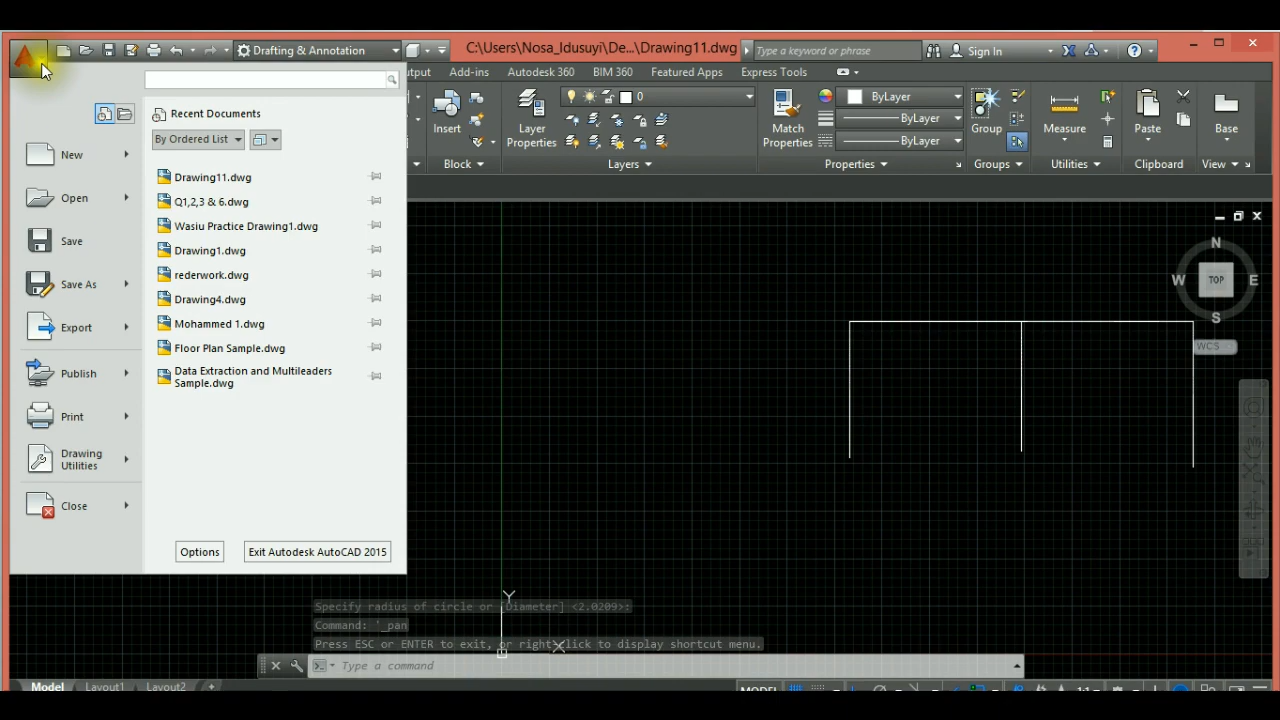 Drafting & Annotation
C:\Users\Nosa_Idusuyi\De...\Drawing11.dwg
Type a keyword or phrase
Sign In
Add-ins
Autodesk 360
BIM 360
Featured Apps
Express Tools
Insert
Block
Layer
Properties
0
Layers
Match
Properties
ByLayer
ByLayer
ByLayer
Properties
Group
Groups
Measure
Utilities
Paste
Clipboard
Base
View
Recent Documents
By Ordered List
New
Open
Save
Save As
Export
Publish
Print
Drawing
Utilities
Close
Drawing11.dwg
Q1,2,3 & 6.dwg
Wasiu Practice Drawing1.dwg
Drawing1.dwg
rederwork.dwg
Drawing4.dwg
Mohammed 1.dwg
Floor Plan Sample.dwg
Data Extraction and Multileaders
Sample.dwg
Options
Exit Autodesk AutoCAD 2015
N
W
TOP
E
S
WCS
Y
Specify radius of circle or [Diameter] <2.0209>:
Command: '_pan
Press ESC or ENTER to exit, or right-click to display shortcut menu.
Type a command
Model
Layout1
Layout2
+
MODEL
1:1